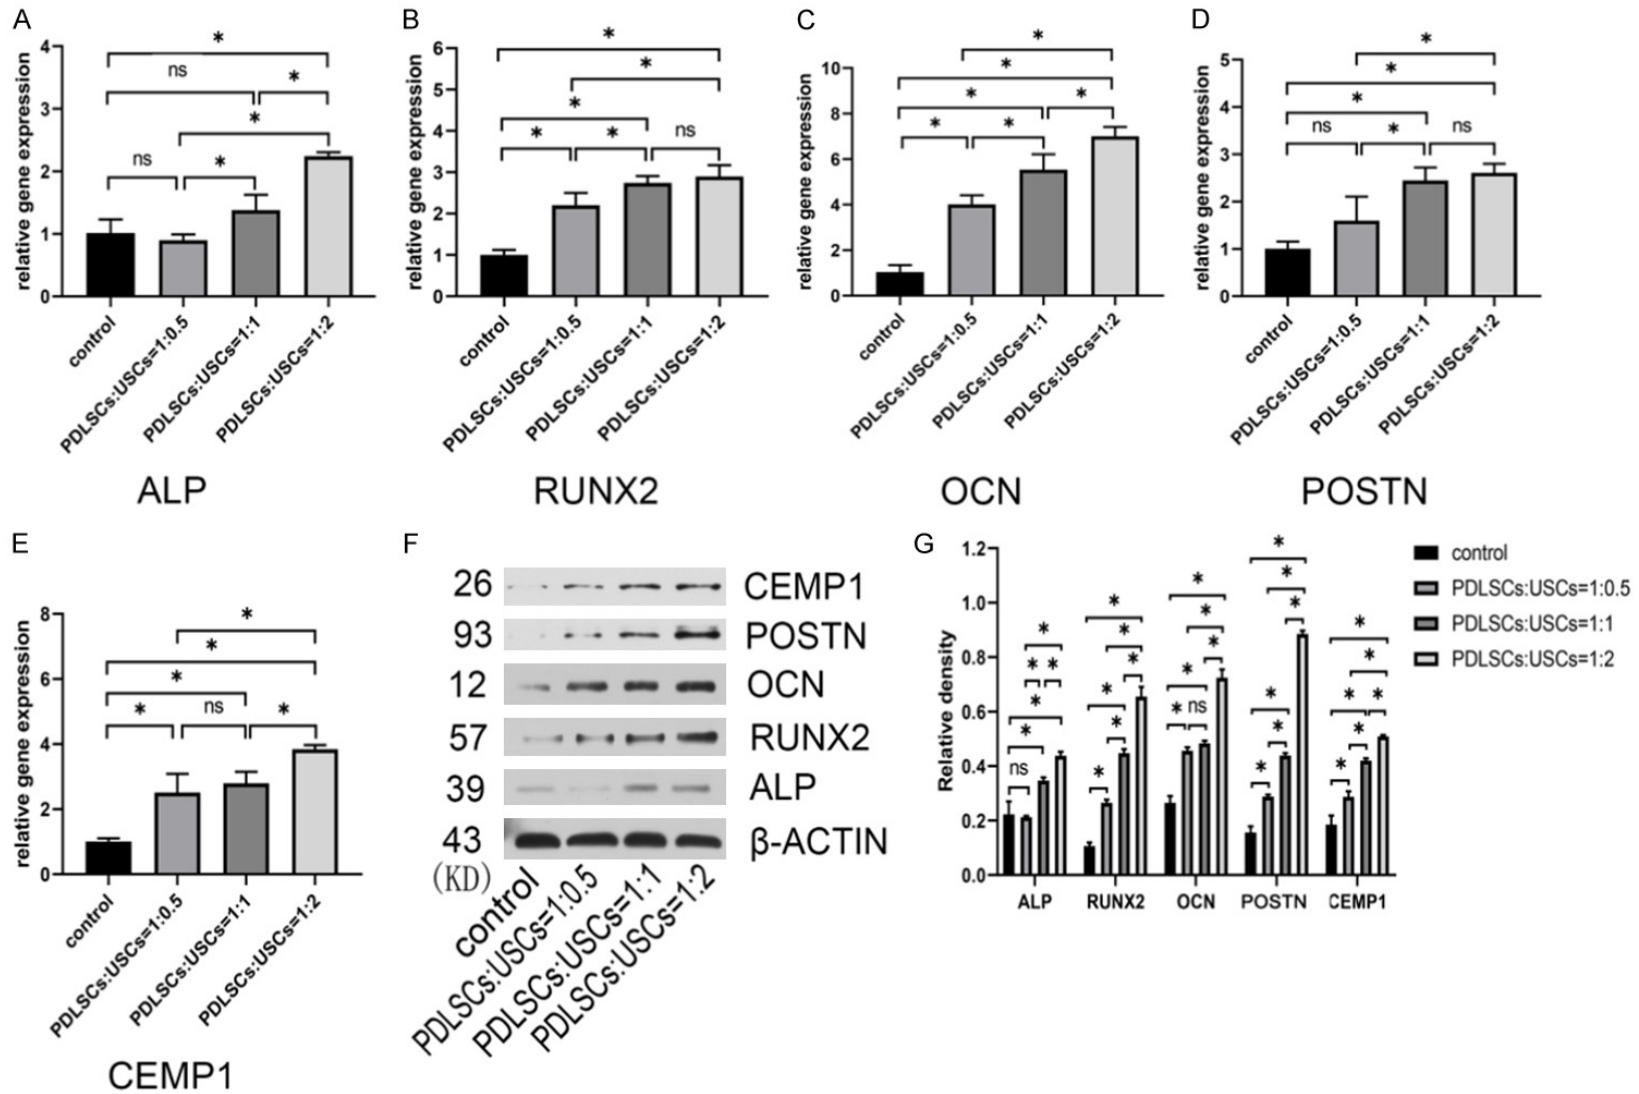 A
relative gene expression
4
3
2
1
0
*
ns
*
*
ns
*
control
PDLSCs:USCs=1:0.5
PDLSCs:USCs=1:1
PDLSCs:USCs=1:2
ALP
B
relative gene expression
6
5
4
3
2
1
0
*
*
*
*
*
ns
control
PDLSCs:USCs=1:0.5
PDLSCs:USCs=1:1
PDLSCs:USCs=1:2
RUNX2
C
relative gene expression
10
8
6
4
2
0
*
*
*
*
*
*
control
PDLSCs:USCs=1:0.5
PDLSCs:USCs=1:1
PDLSCs:USCs=1:2
OCN
D
relative gene expression
5
4
3
2
1
0
*
*
*
ns
*
ns
control
PDLSCs:USCs=1:0.5
PDLSCs:USCs=1:1
PDLSCs:USCs=1:2
POSTN
E
relative gene expression
8
6
4
2
0
*
*
*
*
ns
*
control
PDLSCs:USCs=1:0.5
PDLSCs:USCs=1:1
PDLSCs:USCs=1:2
CEMP1
F
26 CEMP1
93 POSTN
12 OCN
57 RUNX2
39 ALP
43 β-ACTIN
(KD)
control
PDLSCs:USCs=1:0.5
PDLSCs:USCs=1:1
PDLSCs:USCs=1:2
G
Relative density
1.2
1.0
0.8
0.6
0.4
0.2
0.0
*
* *
*
*
ns
*
*
*
*
*
*
*
*
*
*
* ns
*
*
*
*
*
*
*
*
* *
*
*
ALP RUNX2 OCN POSTN CEMP1
control
PDLSCs:USCs=1:0.5
PDLSCs:USCs=1:1
PDLSCs:USCs=1:2